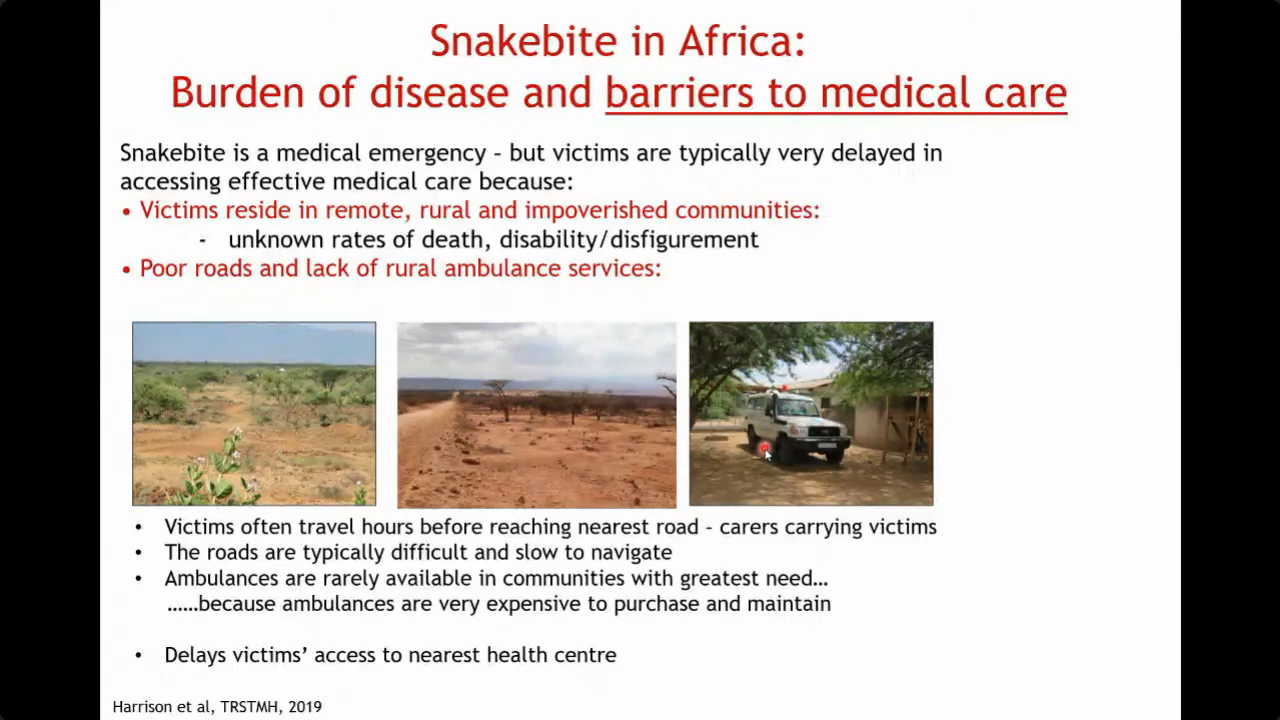 Snakebite in Africa:
Burden of disease and barriers to medical care
Snakebite is a medical emergency – but victims are typically very delayed in
accessing effective medical care because:
• Victims reside in remote, rural and impoverished communities:
- unknown rates of death, disability/disfigurement
• Poor roads and lack of rural ambulance services:
• Victims often travel hours before reaching nearest road – carers carrying victims
• The roads are typically difficult and slow to navigate
• Ambulances are rarely available in communities with greatest need…
……because ambulances are very expensive to purchase and maintain
• Delays victims’ access to nearest health centre
Harrison et al, TRSTMH, 2019